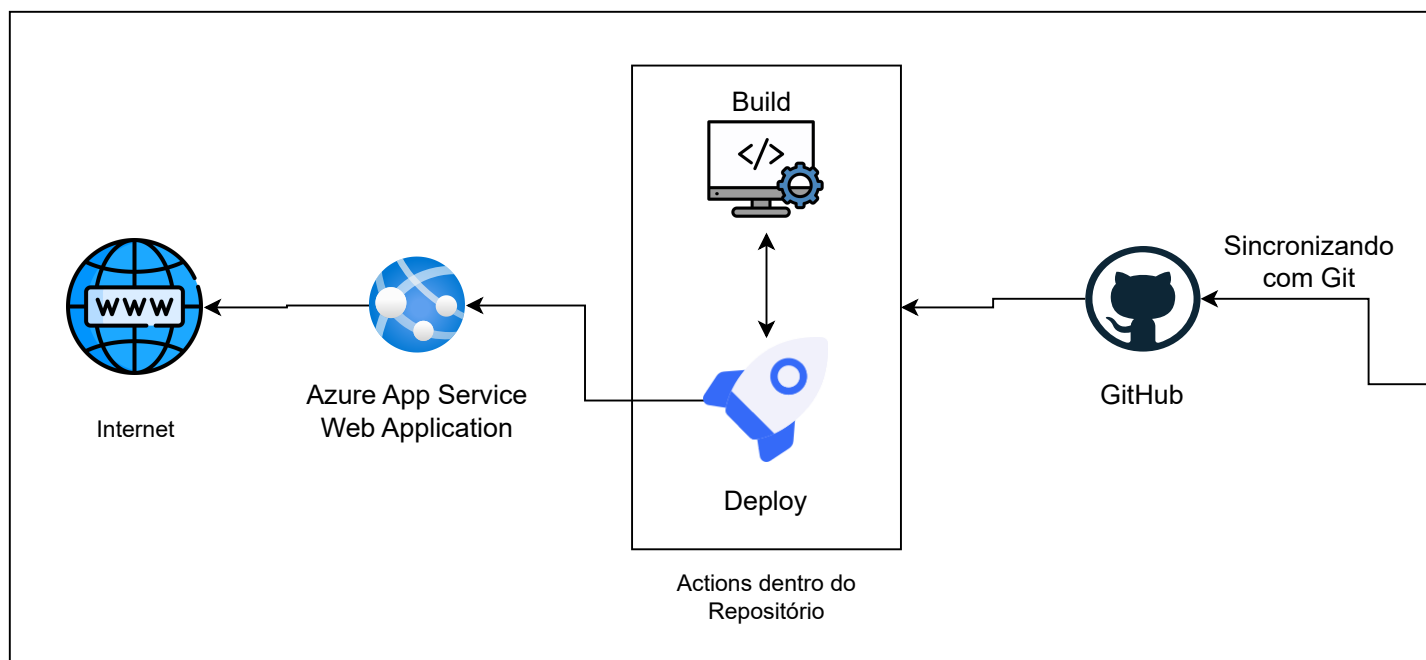 Build
</>
WWW
Sincronizando
com Git
Internet
Azure App Service
Web Application
GitHub
Deploy
Actions dentro do
Repositório